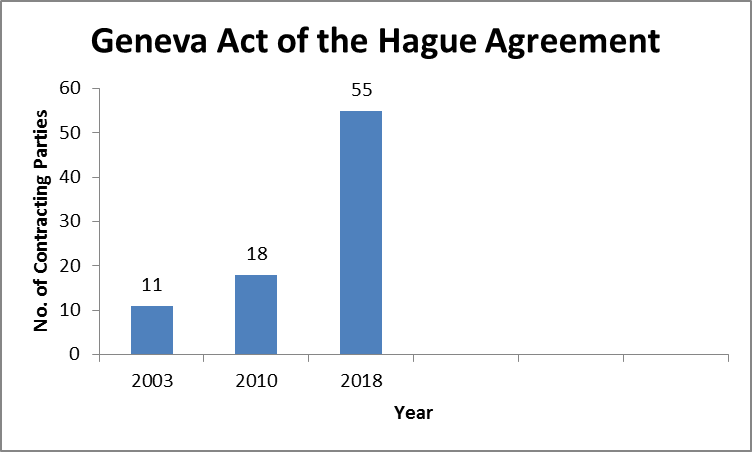 Geneva Act of the Hague Agreement
No. of Contracting Parties
60
50
40
30
20
10
0
11
18
55
2003 2010 2018
Year